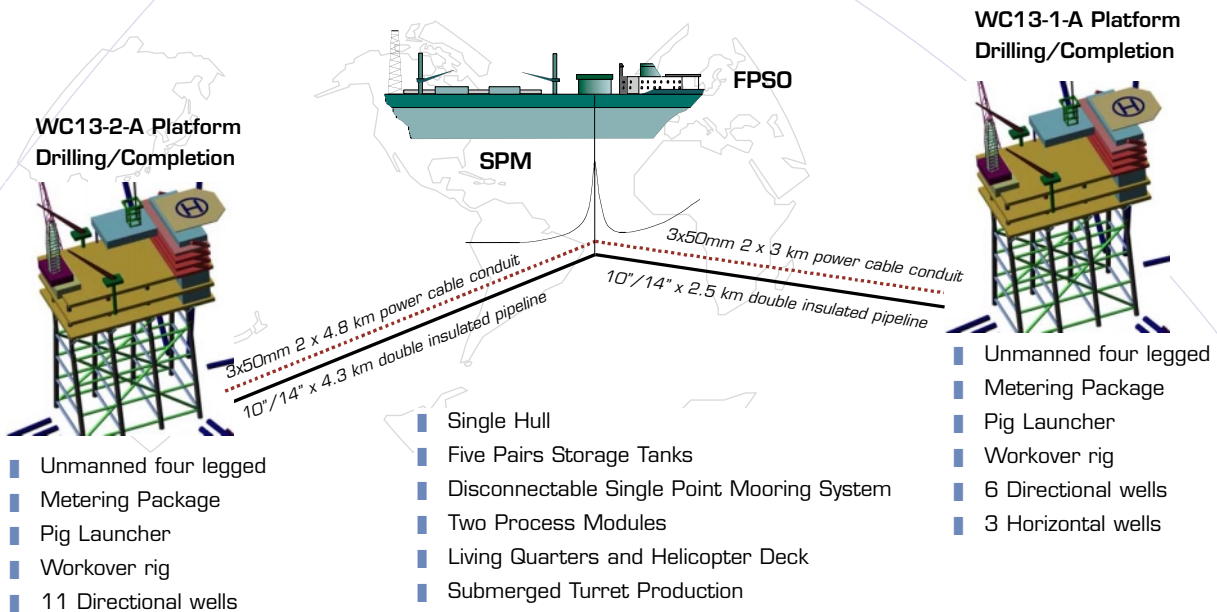 WC13-1-A Platform
Drilling/Completion
FPSO
WC13-2-A Platform
Drilling/Completion
SPM
H
H
3x50mm 2 x 4.8 km power cable conduit
10"/14" x 4.3 km double insulated pipeline
3x50mm 2 x 3 km power cable conduit
10"/14" x 2.5 km double insulated pipeline
Unmanned four legged
Metering Package
Pig Launcher
Workover rig
11 Directional wells
Single Hull
Five Pairs Storage Tanks
Disconnectable Single Point Mooring System
Two Process Modules
Living Quarters and Helicopter Deck
Submerged Turret Production
Unmanned four legged
Metering Package
Pig Launcher
Workover rig
6 Directional wells
3 Horizontal wells